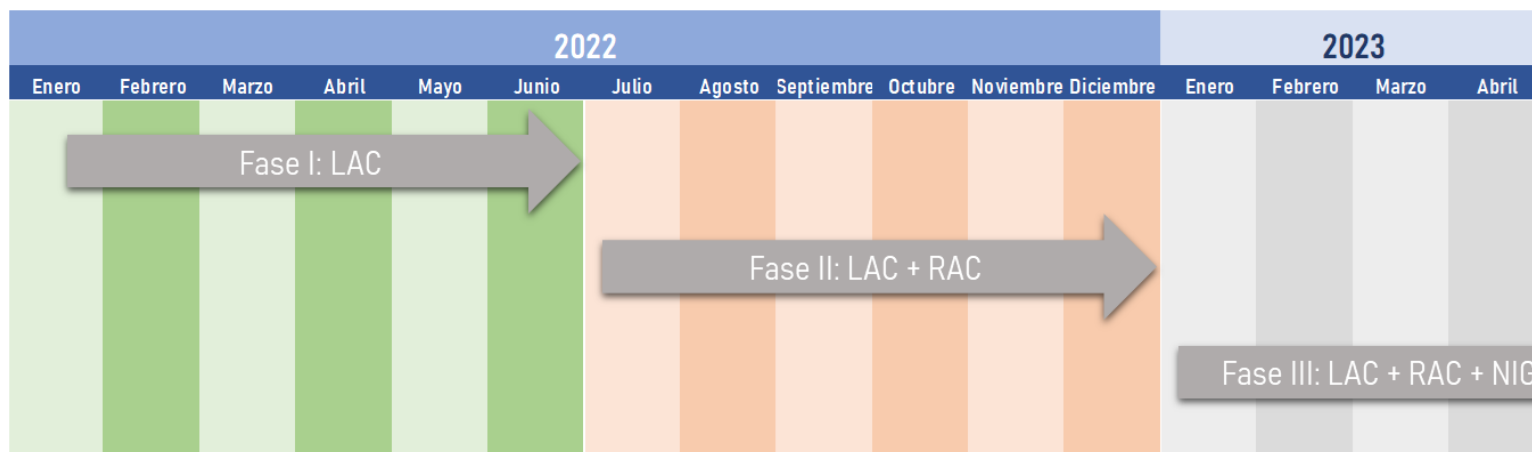 2022 2023
Enero Febrero Marzo Abril Mayo Junio Julio Agosto Septiembre Octubre Noviembre Diciembre Enero Febrero Marzo Abril
Fase I: LAC
Fase II: LAC + RAC
Fase III: LAC + RAC + NIG